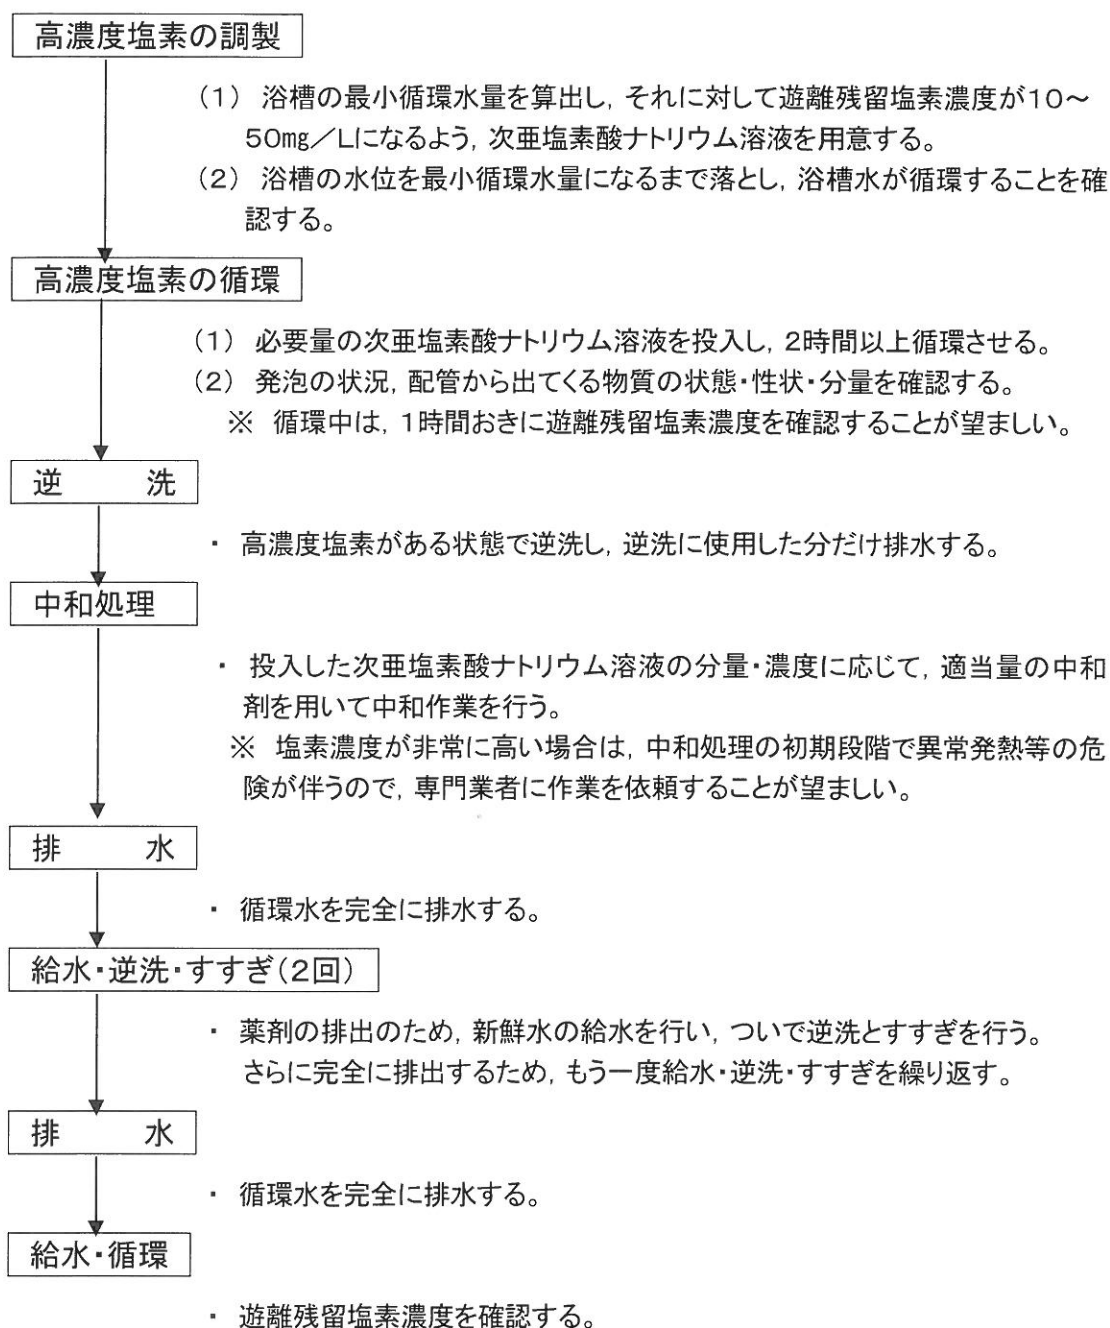 高濃度塩素の調製
(1) 浴槽の最小循環水量を算出し,それに対して遊離残留塩素濃度が10～
50mg／Lになるよう,次亜塩素酸ナトリウム溶液を用意する。
(2) 浴槽の水位を最小循環水量になるまで落とし,浴槽水が循環することを確
認する。
高濃度塩素の循環
(1) 必要量の次亜塩素酸ナトリウム溶液を投入し,2時間以上循環させる。
(2) 発泡の状況,配管から出てくる物質の状態・性状・分量を確認する。
※ 循環中は,1時間おきに遊離残留塩素濃度を確認することが望ましい。
逆 洗
・ 高濃度塩素がある状態で逆洗し,逆洗に使用した分だけ排水する。
中和処理
・ 投入した次亜塩素酸ナトリウム溶液の分量・濃度に応じて,適当量の中和
剤を用いて中和作業を行う。
※ 塩素濃度が非常に高い場合は,中和処理の初期段階で異常発熱等の危
険が伴うので,専門業者に作業を依頼することが望ましい。
排 水
・ 循環水を完全に排水する。
給水・逆洗・すすぎ(2回)
・ 薬剤の排出のため,新鮮水の給水を行い,ついで逆洗とすすぎを行う。
さらに完全に排出するため,もう一度給水・逆洗・すすぎを繰り返す。
排 水
・ 循環水を完全に排水する。
給水・循環
・ 遊離残留塩素濃度を確認する。